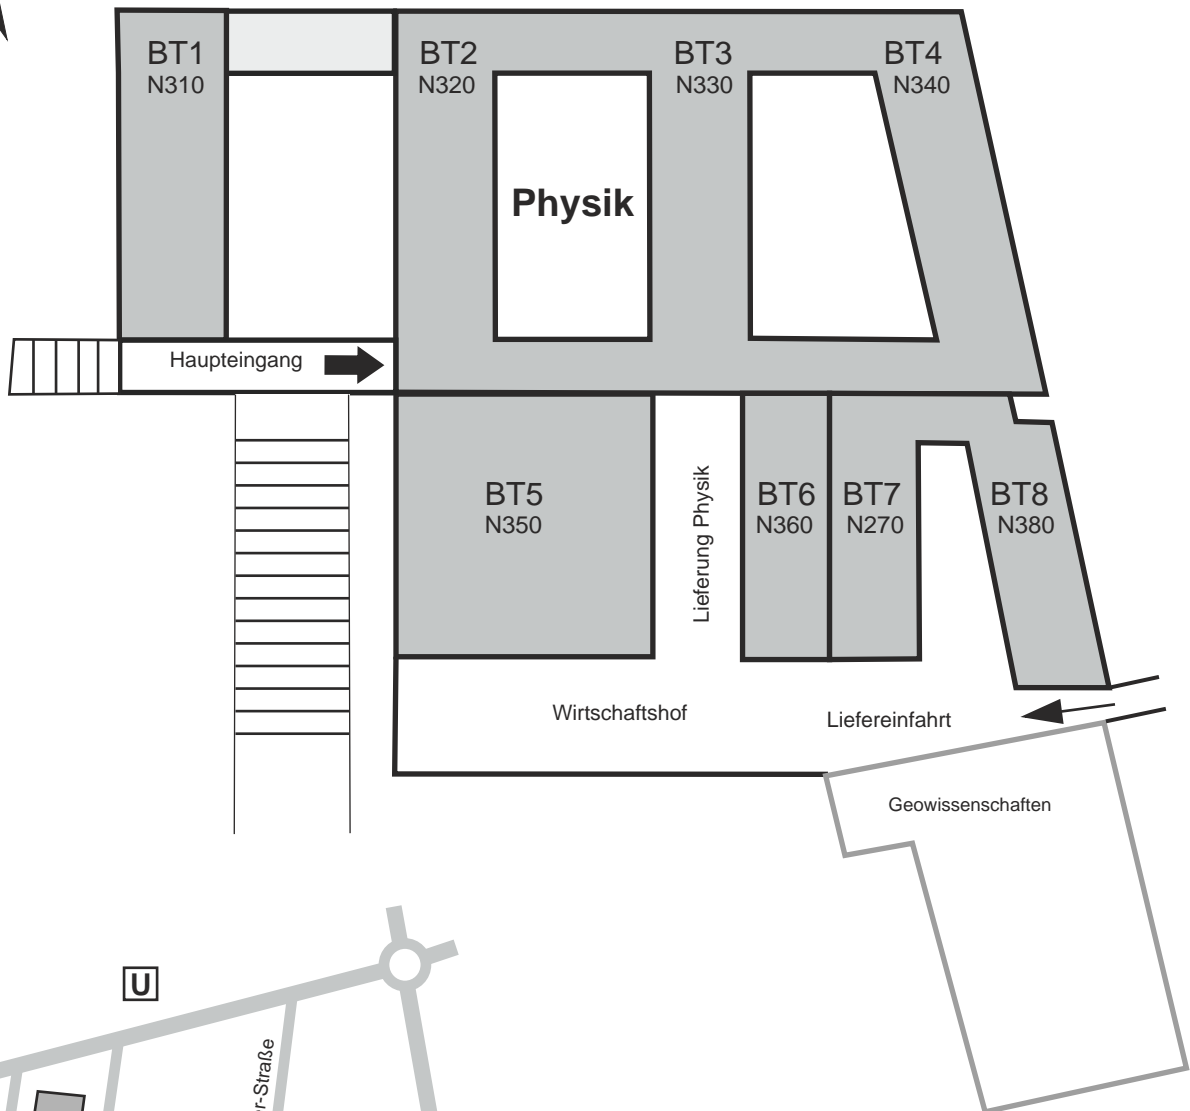 BT1
N310
BT2
N320
BT3
N330
BT4
N340
Physik
Haupteingang
BT5
N350
Lieferung Physik
BT6
N360
BT7
N270
BT8
N380
Wirtschaftshof
Liefereinfahrt
Geowissenschaften
U
r-Straße